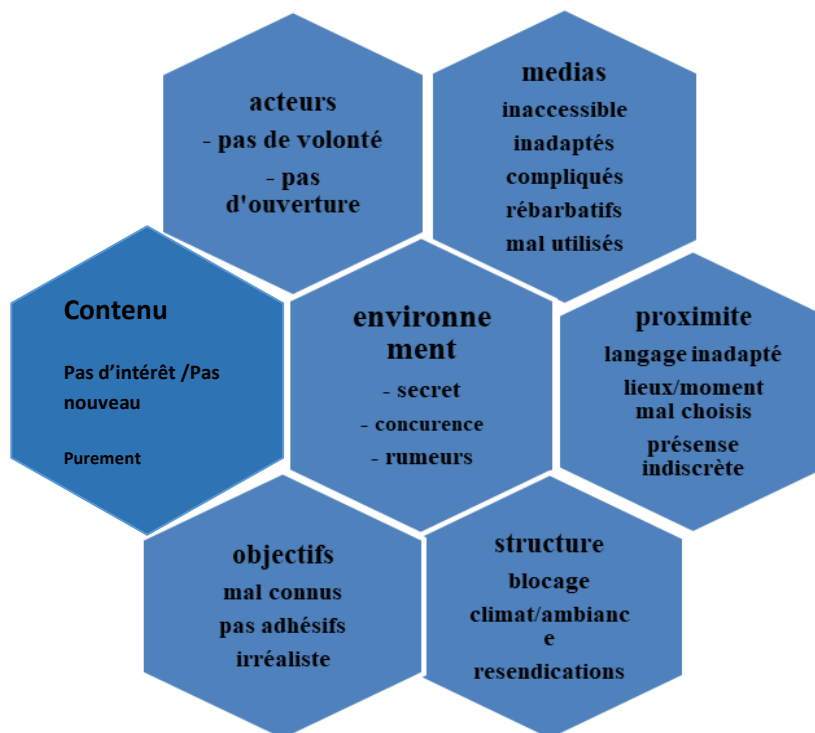 acteurs
- pas de volonté
- pas
d'ouverture
medias
inaccessible
inadaptés
compliqués
rébarbatifs
mal utilisés
Contenu
Pas d’intérêt /Pas
nouveau
Purement
environne
ment
- secret
- concurence
- rumeurs
proximite
langage inadapté
lieux/moment
mal choisis
présense
indiscrète
objectifs
mal connus
pas adhésifs
irréaliste
structure
blocage
climat/ambianc
e
resendications